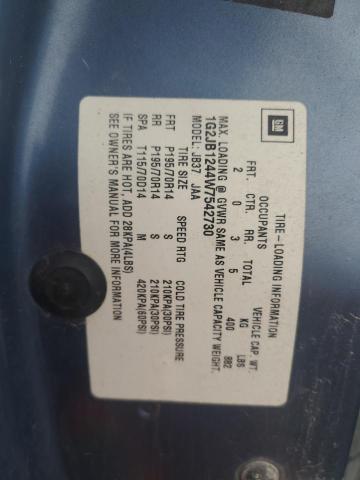 GM
TIRE-LOADING INFORMATION
OCCUPANTS VEHICLE CAP. WT.
FRT. CTR. RR. TOTAL KG LBS
2 0 3 5 400 882
MAX. LOADING @ GVWR SAME AS VEHICLE CAPACITY WEIGHT.
1G2JB1244W7542730
MODEL: JB37 JAA
TIRE SIZE SPEED RTG COLD TIRE PRESSURE
FRT P195/70R14 S 210KPA(30PSI)
RR P195/70R14 S 210KPA(30PSI)
SPA T115/70D14 M 420KPA(60PSI)
IF TIRES ARE HOT, ADD 28KPA(4LBS)
SEE OWNER'S MANUAL FOR MORE INFORMATION